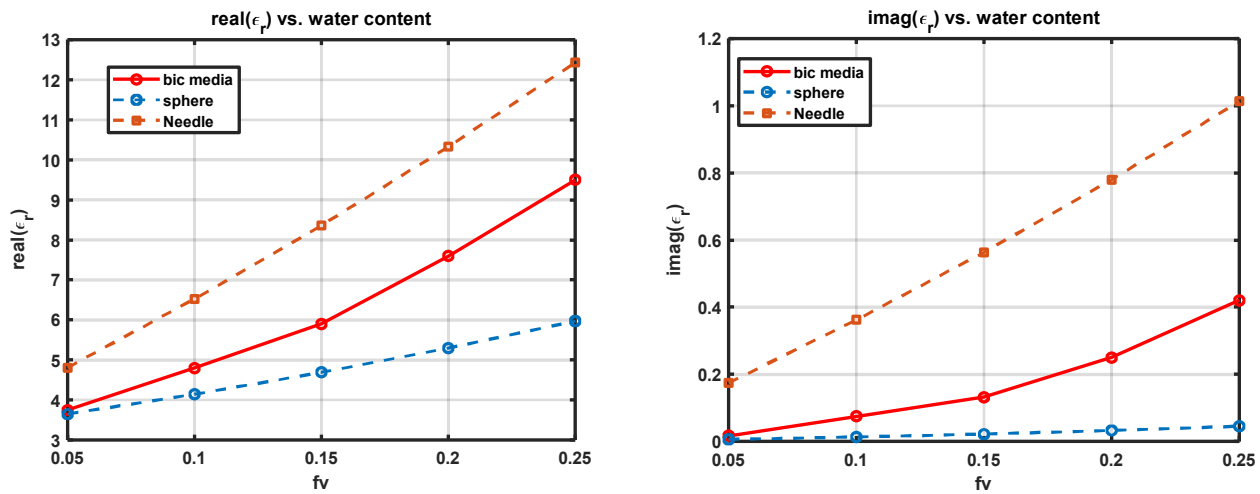 real(ϵr) vs. water content
13
12
11
10
9
8
7
6
5
4
3
real(ϵr)
bic media
sphere
Needle
0.05
0.1
0.15
0.2
0.25
fv
imag(ϵr) vs. water content
1.2
1
0.8
0.6
0.4
0.2
0
imag(ϵr)
bic media
sphere
Needle
0.05
0.1
0.15
0.2
0.25
fv